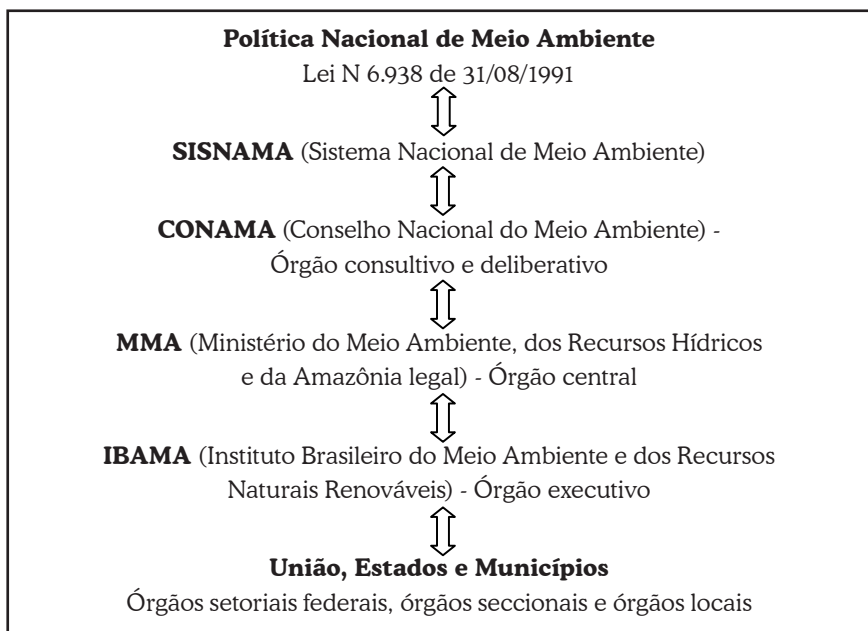 Política Nacional de Meio Ambiente
Lei N 6.938 de 31/08/1991
SISNAMA (Sistema Nacional de Meio Ambiente)
CONAMA (Conselho Nacional do Meio Ambiente) -
Órgão consultivo e deliberativo
MMA (Ministério do Meio Ambiente, dos Recursos Hídricos
e da Amazônia legal) - Órgão central
IBAMA (Instituto Brasileiro do Meio Ambiente e dos Recursos
Naturais Renováveis) - Órgão executivo
União, Estados e Municípios
Órgãos setoriais federais, órgãos seccionais e órgãos locais